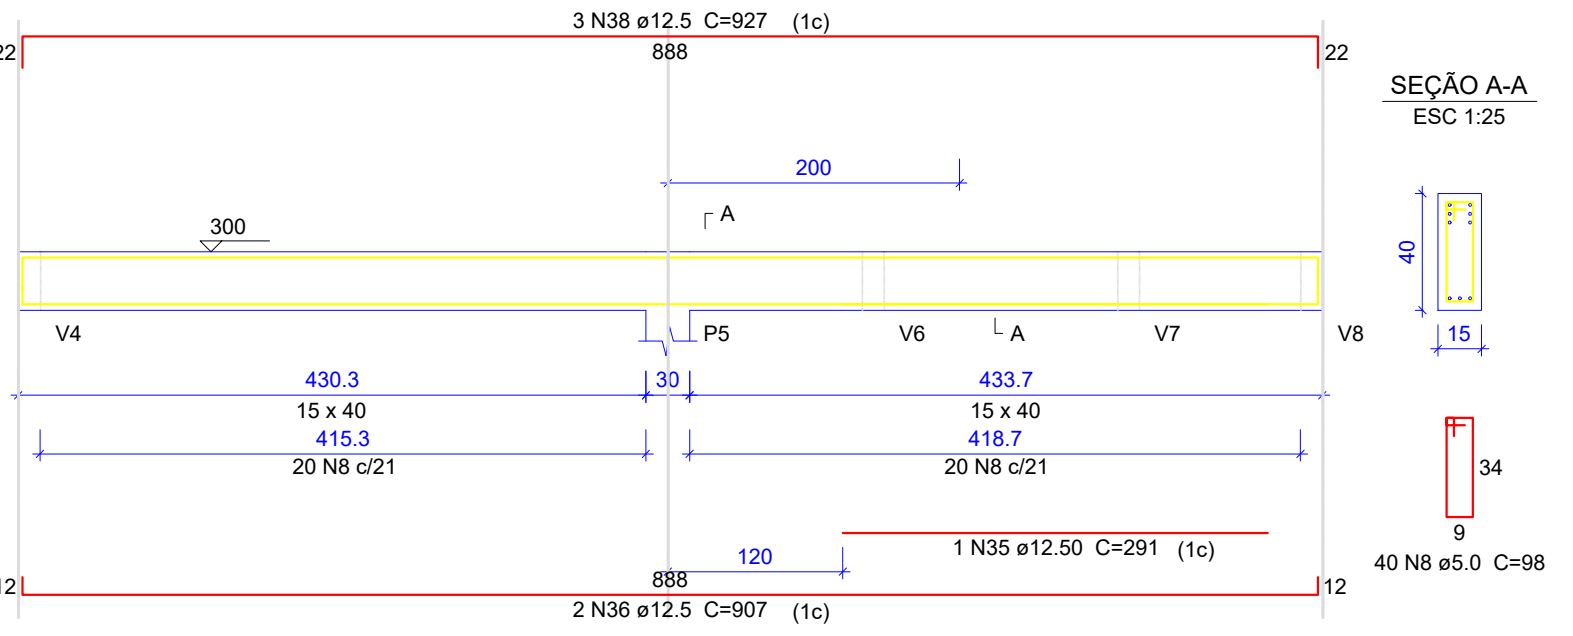 3 N38 ø12.5 C=927 (1c)
22
888
22
SEÇÃO A-A
ESC 1:25
200
A
300
40
V4
P5
V6
A
V7
V8
15
430.3
30
433.7
15 x 40
15 x 40
415.3
418.7
20 N8 c/21
20 N8 c/21
34
9
1 N35 ø12.50 C=291 (1c)
120
40 N8 ø5.0 C=98
888
12
12
2 N36 ø12.5 C=907 (1c)